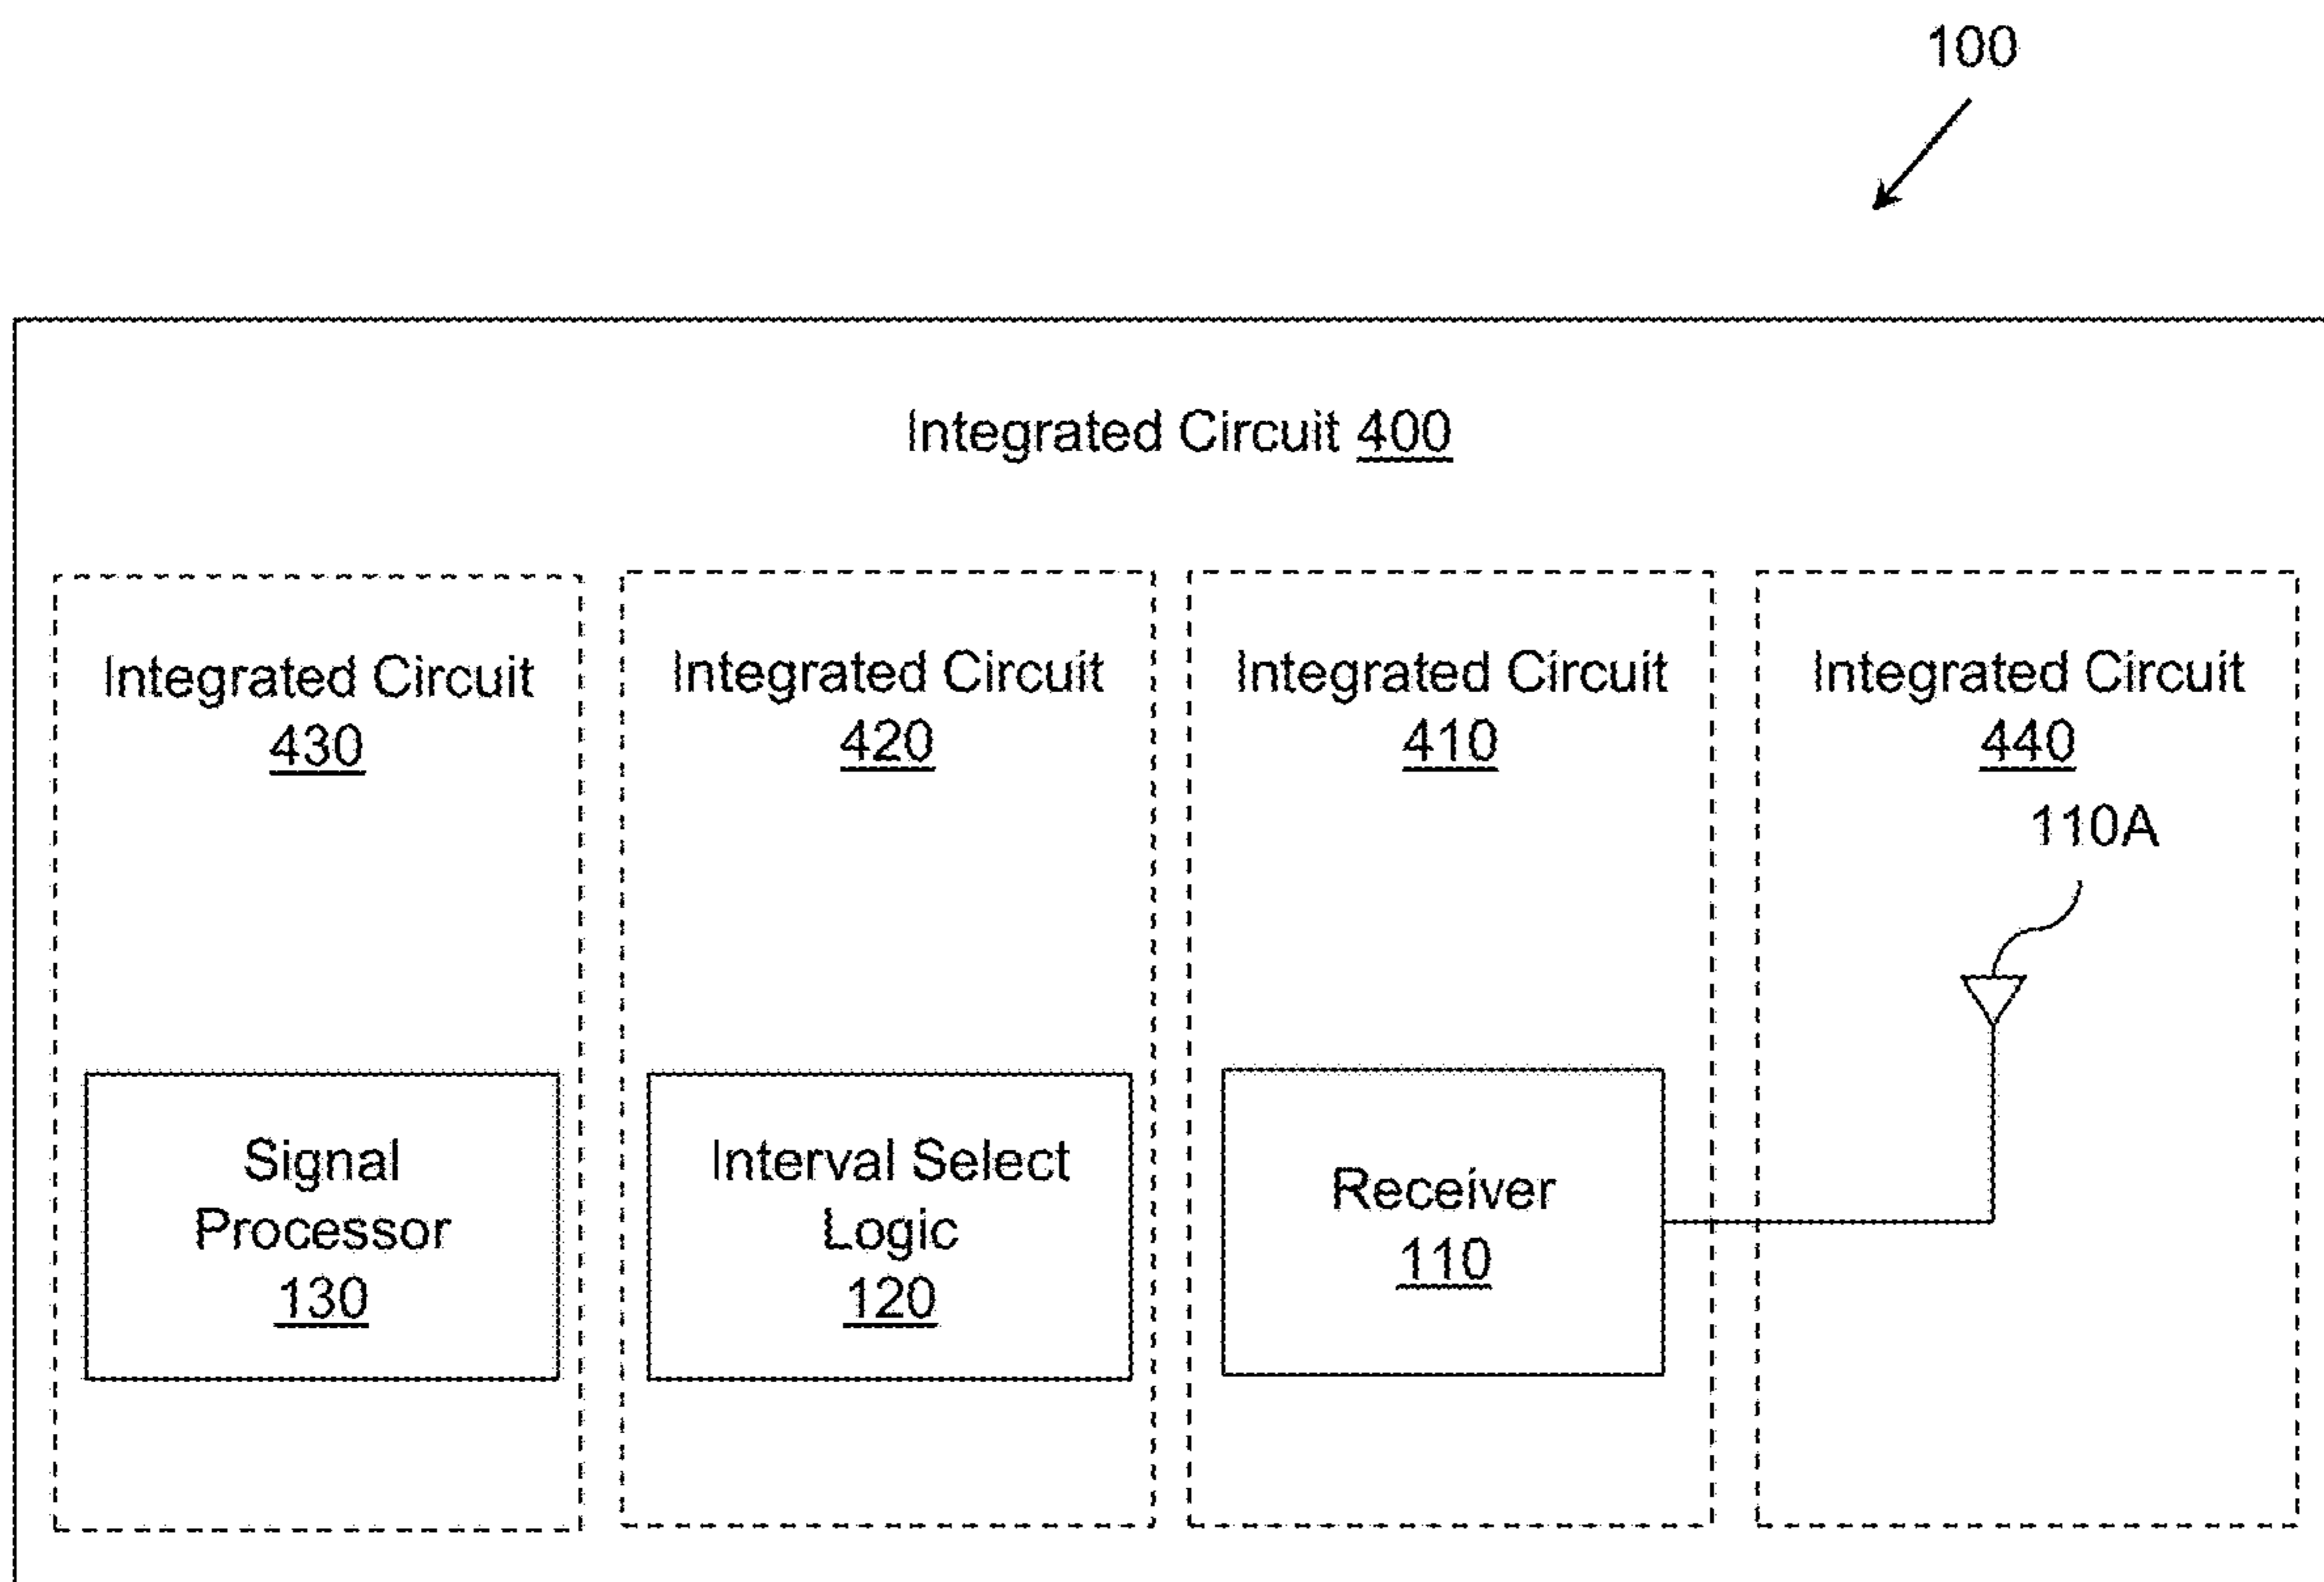 100
Integrated Circuit 400
Integrated Circuit
430
Integrated Circuit
420
Integrated Circuit
410
Integrated Circuit
440
110A
Signal
Processor
130
Interval Select
Logic
120
Receiver
110